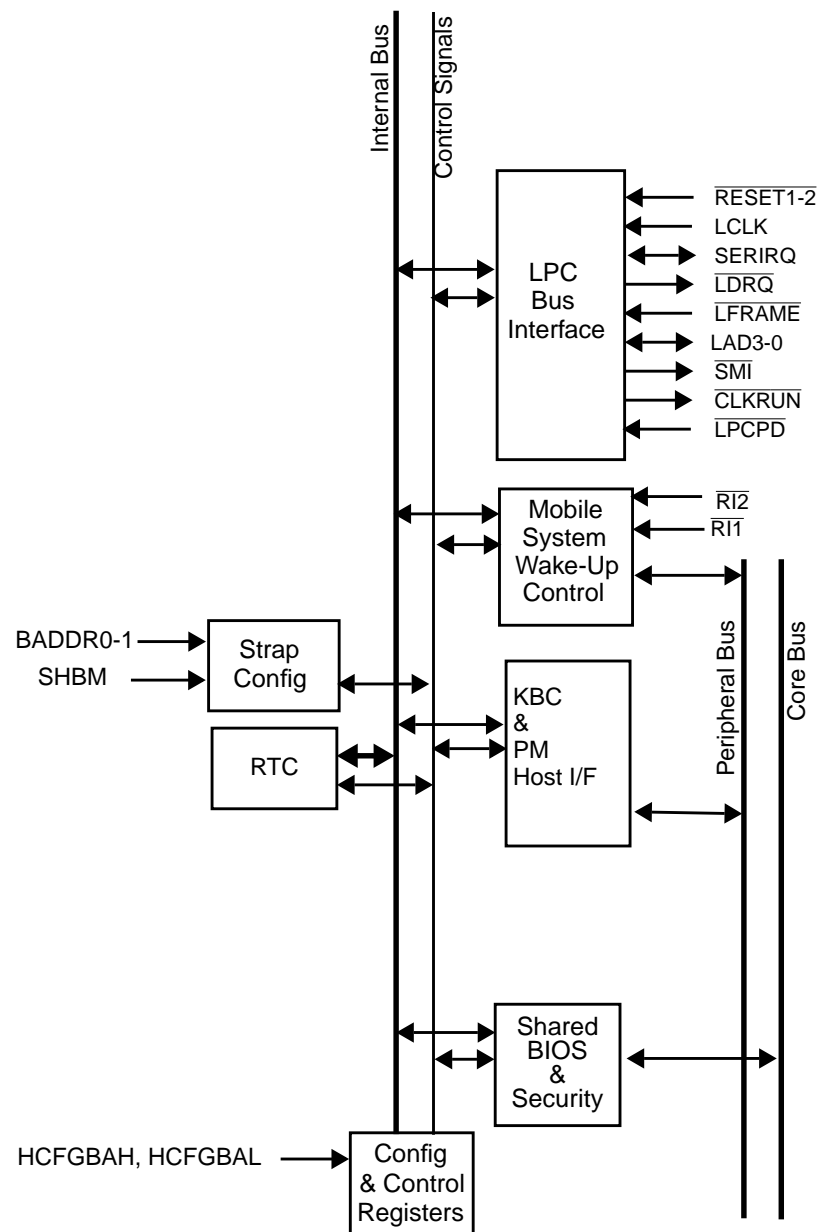 Internal Bus
Control Signals
LPC
Bus
Interface
RESET1-2
LCLK
SERIRQ
LDRQ
LFRAME
LAD3-0
SMI
CLKRUN
LPCPD
Mobile
System
Wake-Up
Control
RI2
RI1
Peripheral Bus
Core Bus
BADDR0-1
SHBM
Strap
Config
RTC
KBC
&
PM
Host I/F
Shared
BIOS
&
Security
HCFGBAH, HCFGBAL
Config
& Control
Registers